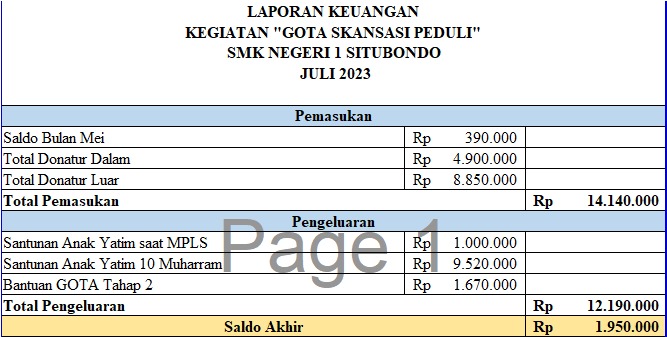 LAPORAN KEUANGAN
KEGIATAN "GOTA SKANSASI PEDULI"
SMK NEGERI 1 SITUBONDO
JULI 2023
Pemasukan
Saldo Bulan Mei Rp 390.000
Total Donatur Dalam Rp 4.900.000
Total Donatur Luar Rp 8.850.000
Total Pemasukan Rp 14.140.000
Pengeluaran
Santunan Anak Yatim saat MPLS Rp 1.000.000
Santunan Anak Yatim 10 Muharram Rp 9.520.000
Bantuan GOTA Tahap 2 Rp 1.670.000
Total Pengeluaran Rp 12.190.000
Saldo Akhir Rp 1.950.000
Page 1